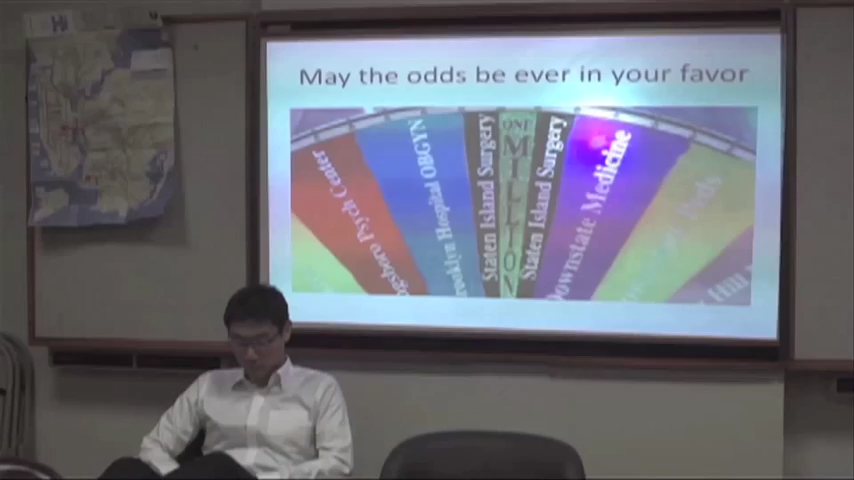 May the odds be ever in your favor
Psych Center
Brooklyn Hospital OBGYN
Staten Island Surgery
ONE
MILLION
Staten Island Surgery
Downstate Medicine
Peds